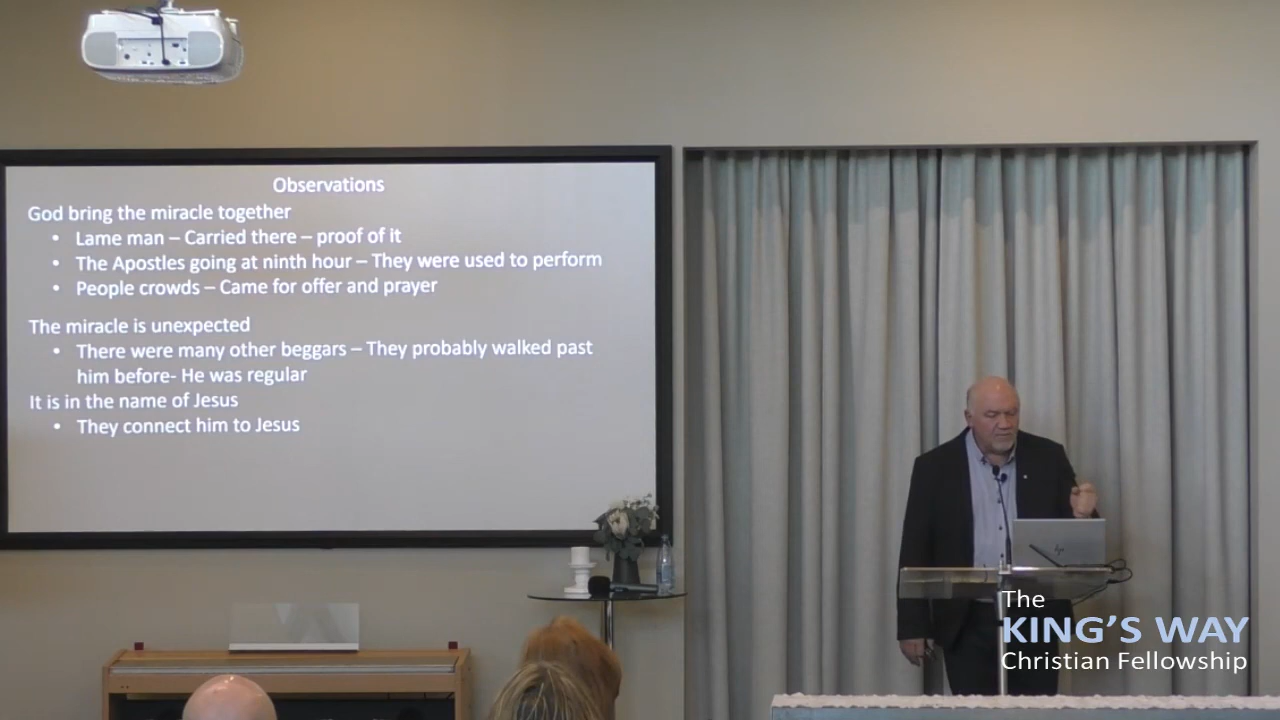 Observations
God bring the miracle together
• Lame man – Carried there – proof of it
• The Apostles going at ninth hour – They were used to perform
• People crowds – Came for offer and prayer
The miracle is unexpected
• There were many other beggars – They probably walked past
him before- He was regular
It is in the name of Jesus
• They connect him to Jesus
hp
The
KING'S WAY
Christian Fellowship